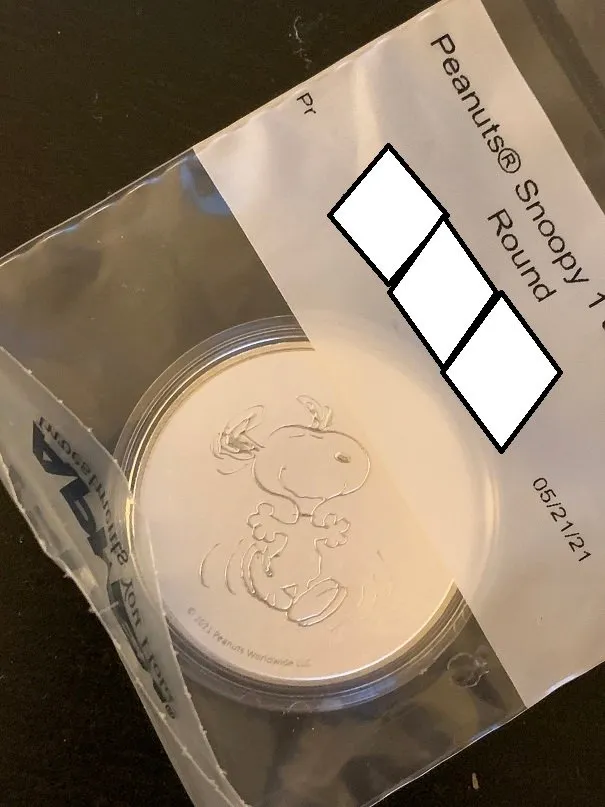 Peanuts® Snoopy 1
Round
Pr
05/21/21
© 2021 Peanuts Worldwide LLC